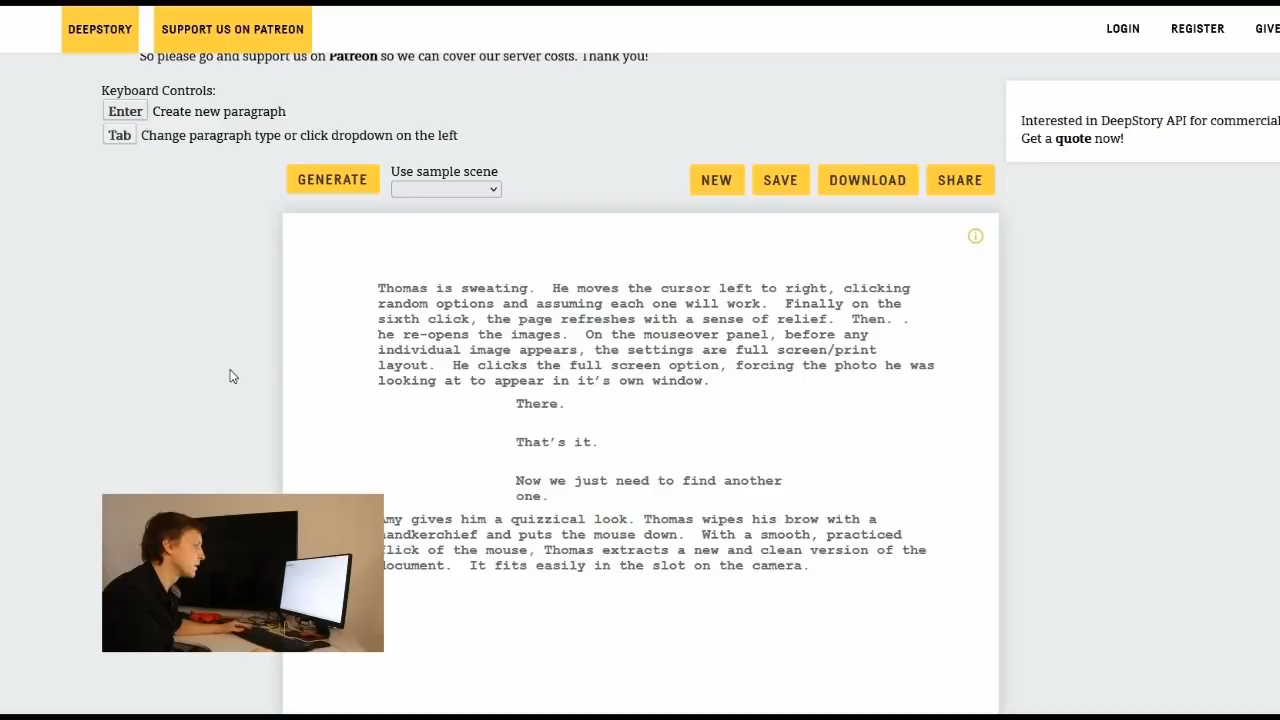 DEEPSTORY SUPPORT US ON PATREON LOGIN REGISTER GIVE
So please go and support us on Patreon so we can cover our server costs. Thank you!
Keyboard Controls:
Enter Create new paragraph
Tab Change paragraph type or click dropdown on the left
Interested in DeepStory API for commercial
Get a quote now!
GENERATE Use sample scene NEW SAVE DOWNLOAD SHARE
Thomas is sweating. He moves the cursor left to right, clicking
random options and assuming each one will work. Finally on the
sixth click, the page refreshes with a sense of relief. Then. .
he re-opens the images. On the mouseover panel, before any
individual image appears, the settings are full screen/print
layout. He clicks the full screen option, forcing the photo he was
looking at to appear in it's own window.
There.
That's it.
Now we just need to find another
one.
Amy gives him a quizzical look. Thomas wipes his brow with a
handkerchief and puts the mouse down. With a smooth, practiced
flick of the mouse, Thomas extracts a new and clean version of the
document. It fits easily in the slot on the camera.